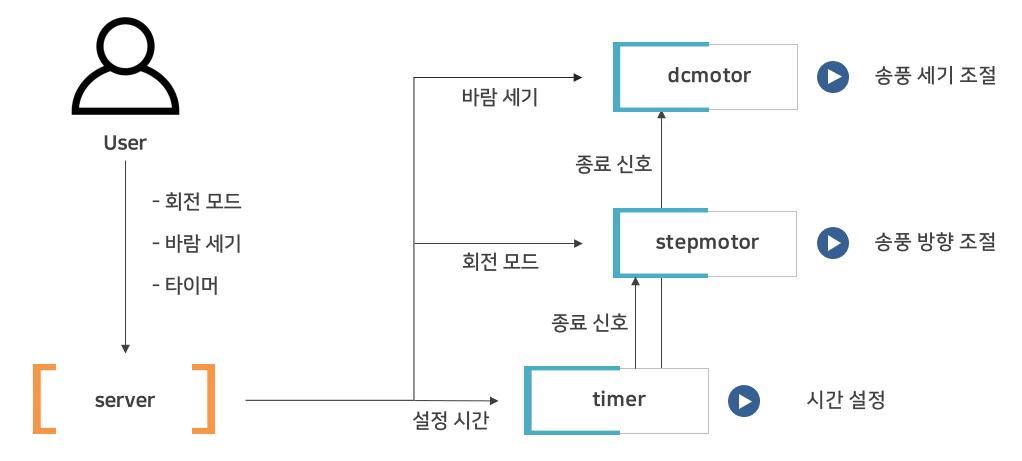 User
- 회전 모드
- 바람 세기
- 타이머
server
바람 세기
회전 모드
설정 시간
dcmotor
송풍 세기 조절
종료 신호
stepmotor
송풍 방향 조절
종료 신호
timer
시간 설정